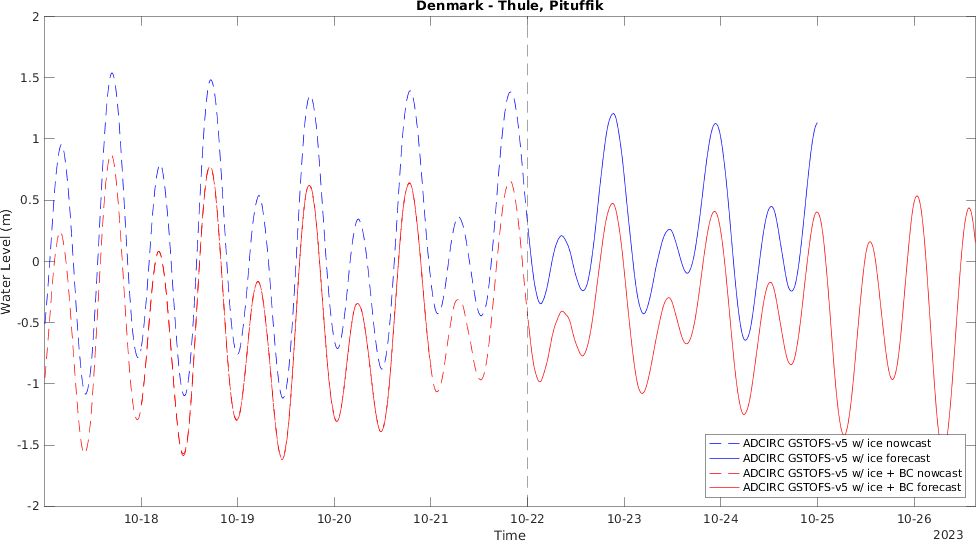 Denmark - Thule, Pituffik
2
1.5
1
0.5
0
-0.5
-1
-1.5
-2
Water Level (m)
ADCIRC GSTOFS-v5 w/ ice nowcast
ADCIRC GSTOFS-v5 w/ ice forecast
ADCIRC GSTOFS-v5 w/ ice + BC nowcast
ADCIRC GSTOFS-v5 w/ ice + BC forecast
10-18 10-19 10-20 10-21 10-22 10-23 10-24 10-25 10-26
Time
2023